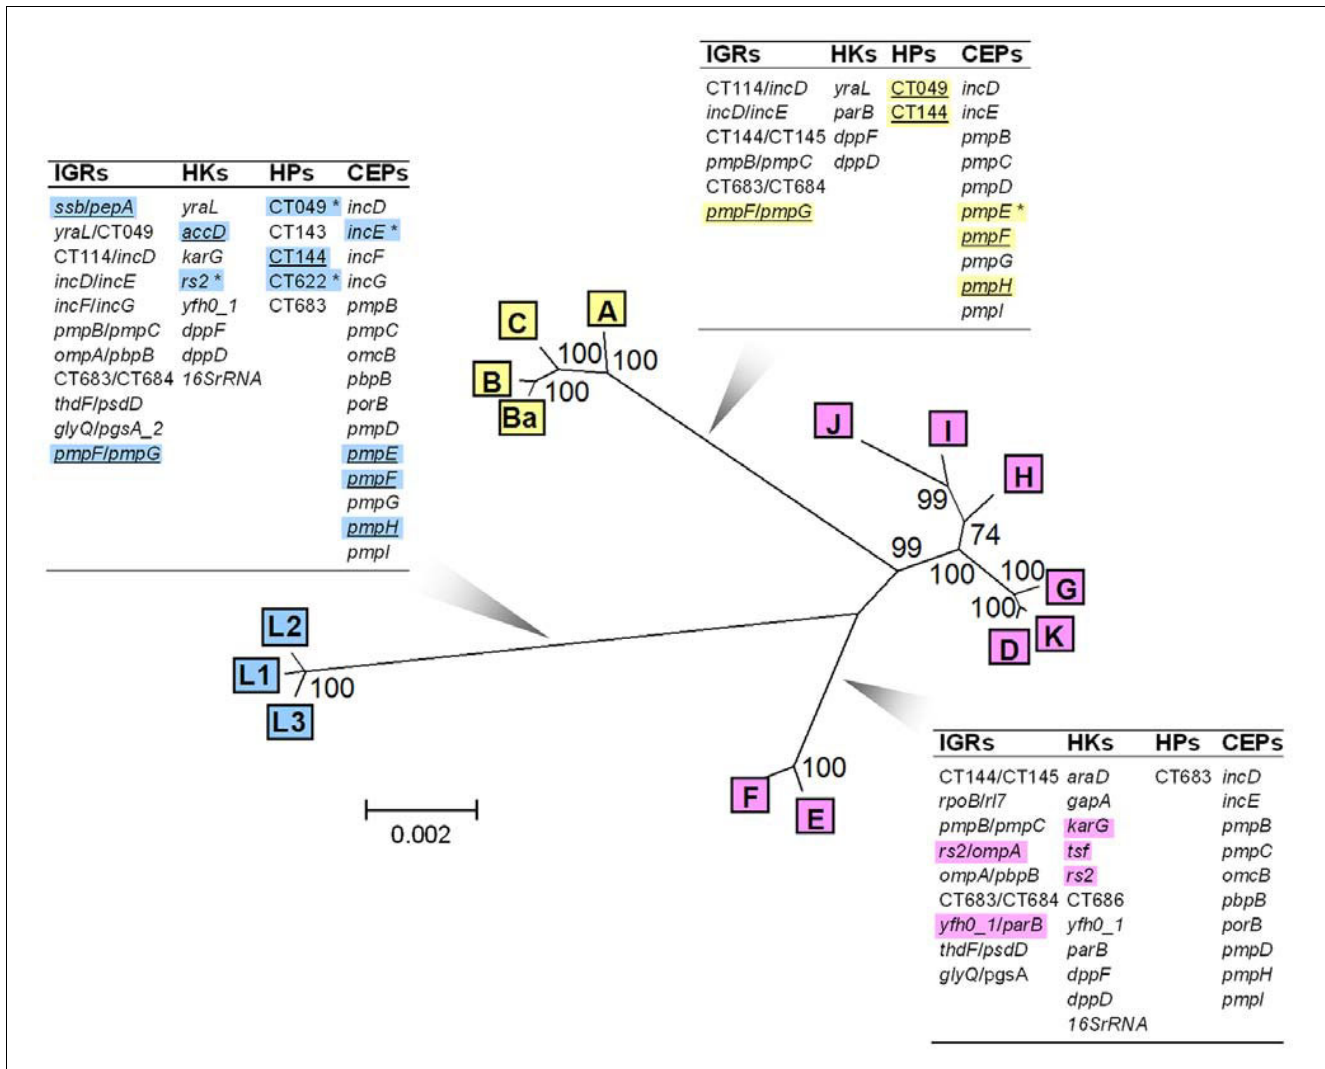 IGRs HKs HPs CEPs
CT114/incD yraL CT049 incD
incD/incE parB CT144 incE
CT144/CT145 dppF pmpB
pmpB/pmpC dppD pmpC
CT683/CT684 pmpD
pmpF/pmpG pmpE *
pmpF
pmpG
pmpH
pmpI
IGRs HKs HPs CEPs
ssb/pepA yraL CT049 * incD
yraL/CT049 accD CT143 incE *
CT114/incD karG CT144 incF
incD/incE rs2 * CT622 * incG
incF/incG yfh0_1 CT683 pmpB
pmpB/pmpC dppF pmpC
ompA/pbpB dppD omcB
CT683/CT684 16SrRNA pbpB
thdF/psdD porB
glyQ/pgsA_2 pmpD
pmpF/pmpG pmpE
pmpF
pmpG
pmpH
pmpI
C A
100 100
B 100
Ba
J I
H
99
74
99
100 100
G
100
D K
L2
L1
100
L3
100
F
E
0.002
IGRs HKs HPs CEPs
CT144/CT145 araD CT683 incD
rpoB/rl7 gapA incE
pmpB/pmpC karG pmpB
rs2/ompA tsf pmpC
ompA/pbpB rs2 omcB
CT683/CT684 CT686 pbpB
yfh0_1/parB yfh0_1 porB
thdF/psdD parB pmpD
glyQ/pgsA dppF pmpH
dppD pmpI
16SrRNA